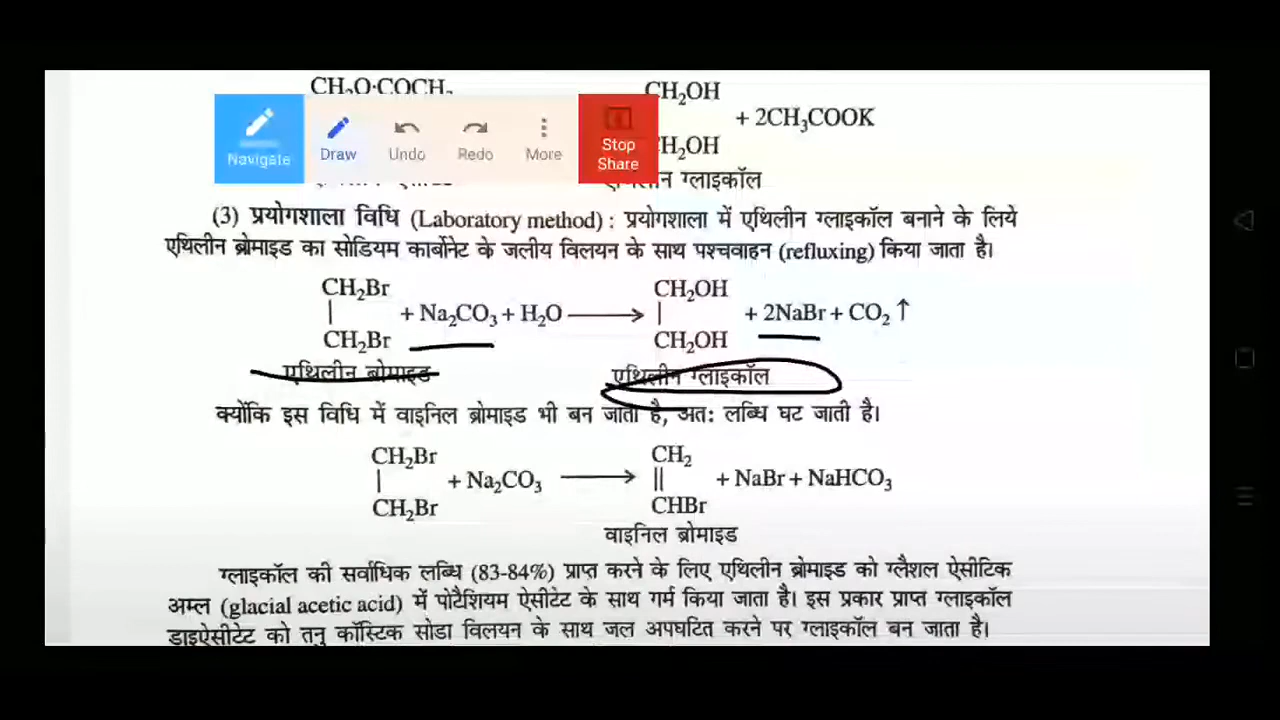 CH₂O·COCH₃ CH₂OH
+ 2CH₃COOK
CH₂OH
Navigate Draw Undo Redo More Stop Share
एथिलीन ग्लाइकॉल
(3) प्रयोगशाला विधि (Laboratory method) : प्रयोगशाला में एथिलीन ग्लाइकॉल बनाने के लिये
एथिलीन ब्रोमाइड का सोडियम कार्बोनेट के जलीय विलयन के साथ पश्चवाहन (refluxing) किया जाता है।
CH₂Br CH₂OH
| + Na₂CO₃ + H₂O ⟶ | + 2NaBr + CO₂ ↑
CH₂Br CH₂OH
एथिलीन ब्रोमाइड एथिलीन ग्लाइकॉल
क्योंकि इस विधि में वाइनिल ब्रोमाइड भी बन जाता है, अतः लब्धि घट जाती है।
CH₂Br CH₂
| + Na₂CO₃ ⟶ || + NaBr + NaHCO₃
CH₂Br CHBr
वाइनिल ब्रोमाइड
ग्लाइकॉल की सर्वाधिक लब्धि (83-84%) प्राप्त करने के लिए एथिलीन ब्रोमाइड को ग्लैशल ऐसीटिक
अम्ल (glacial acetic acid) में पोटैशियम ऐसीटेट के साथ गर्म किया जाता है। इस प्रकार प्राप्त ग्लाइकॉल
डाइऐसीटेट को तनु कॉस्टिक सोडा विलयन के साथ जल अपघटित करने पर ग्लाइकॉल बन जाता है।